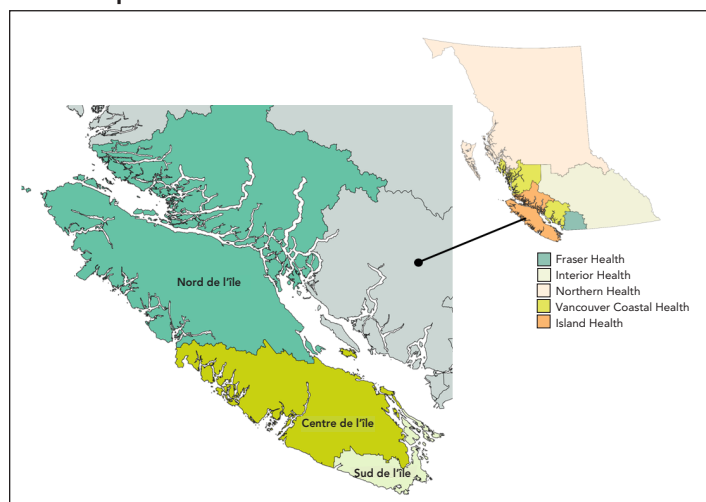 Nord de l'île
Centre de l'île
Sud de l'île
Fraser Health
Interior Health
Northern Health
Vancouver Coastal Health
Island Health